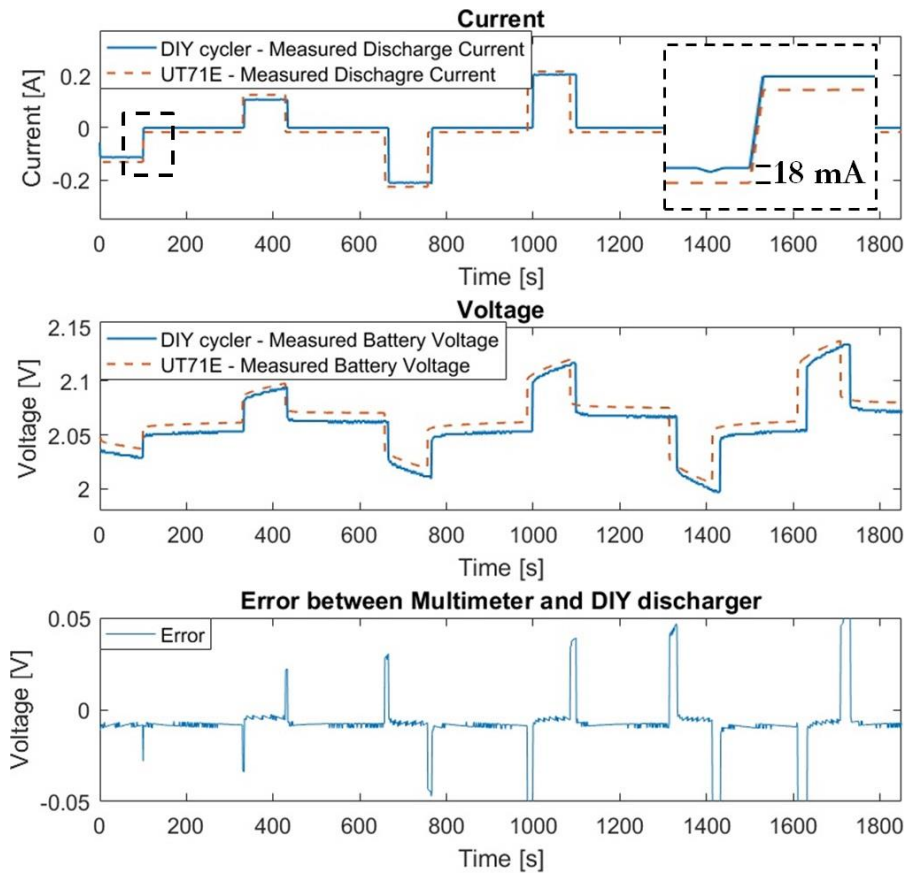 Current
DIY cycler - Measured Discharge Current
UT71E - Measured Dischagre Current
Current [A]
0.2
0
-0.2
18 mA
0 200 400 600 800 1000 1200 1400 1600 1800
Time [s]
Voltage
DIY cycler - Measured Battery Voltage
UT71E - Measured Battery Voltage
Voltage [V]
2.15
2.1
2.05
2
0 200 400 600 800 1000 1200 1400 1600 1800
Time [s]
Error between Multimeter and DIY discharger
Error
Voltage [V]
0.05
0
-0.05
0 200 400 600 800 1000 1200 1400 1600 1800
Time [s]